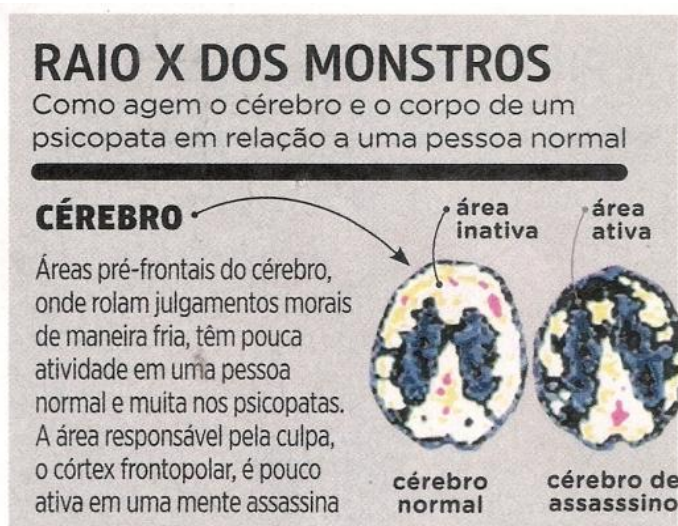 RAIO X DOS MONSTROS
Como agem o cérebro e o corpo de um
psicopata em relação a uma pessoa normal
CÉREBRO
Áreas pré-frontais do cérebro,
onde rolam julgamentos morais
de maneira fria, têm pouca
atividade em uma pessoa
normal e muita nos psicopatas.
A área responsável pela culpa,
o córtex frontopolar, é pouco
ativa em uma mente assassina
área
inativa
área
ativa
cérebro
normal
cérebro de
assasssino